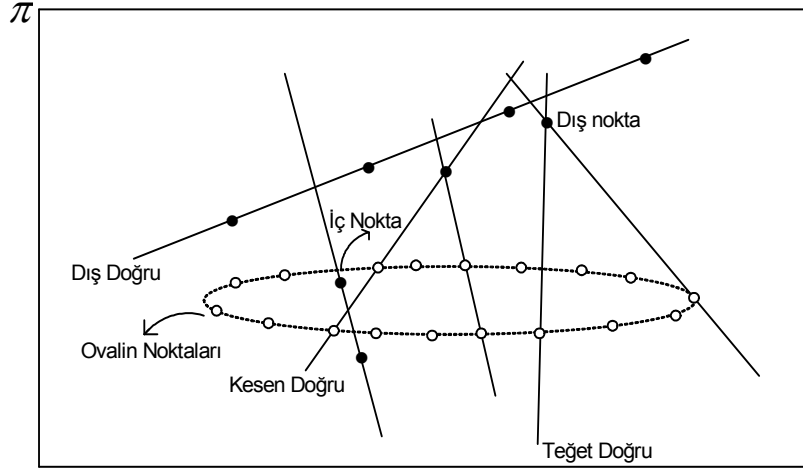 π
Dış nokta
İç Nokta
Dış Doğru
Ovalin Noktaları
Kesen Doğru
Teğet Doğru